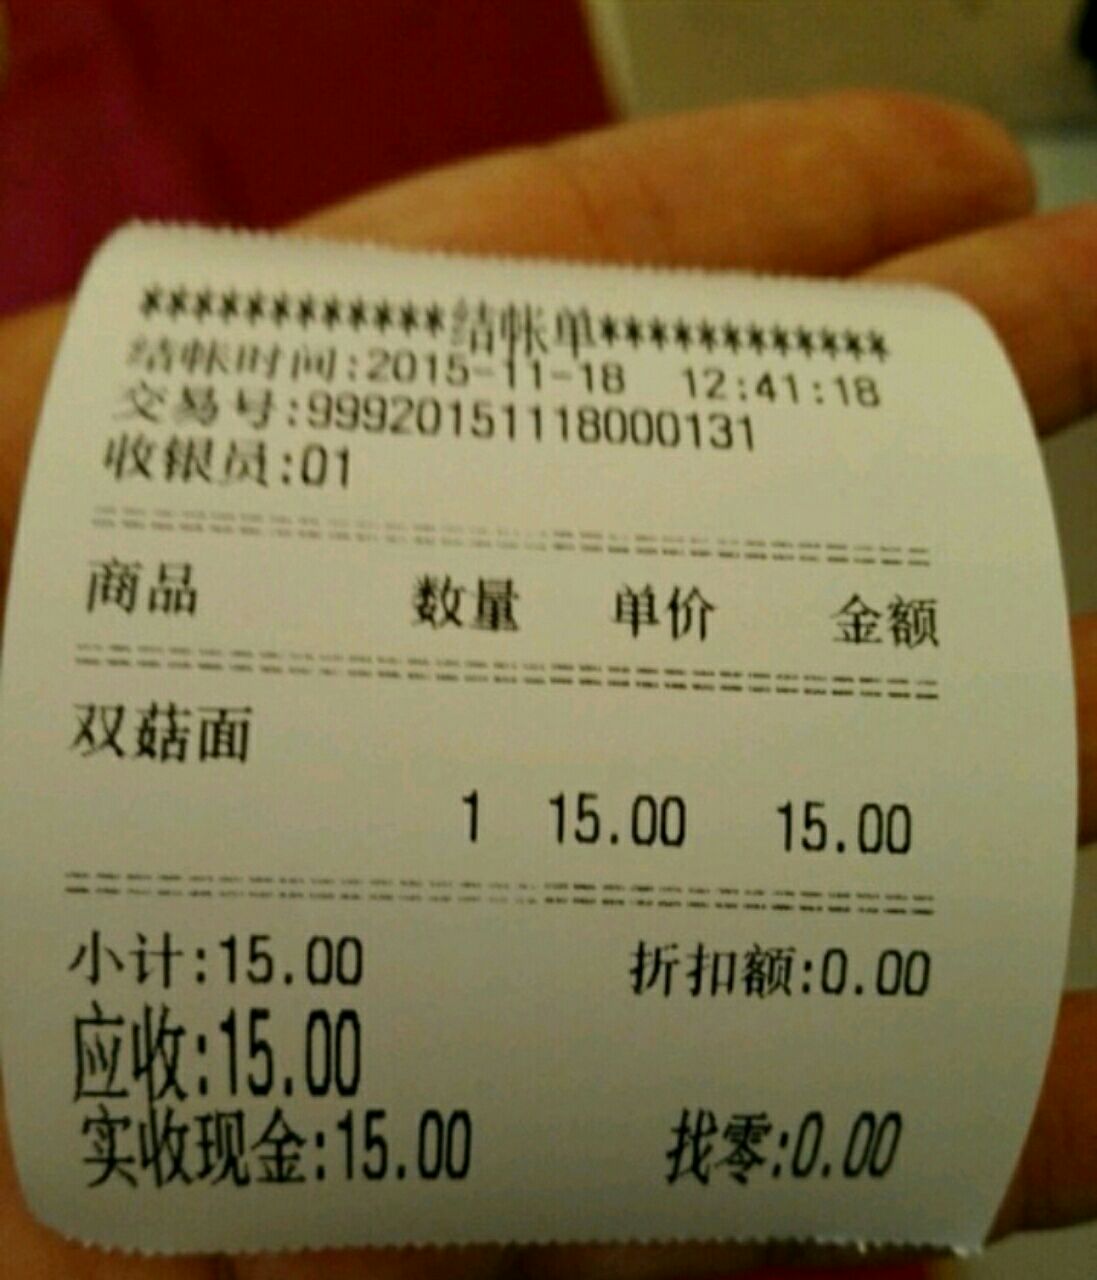 ************结帐单************
结帐时间:2015-11-18 12:41:18
交易号:999201511118000131
收银员:01
商品 数量 单价 金额
双菇面
1 15.00 15.00
小计:15.00 折扣额:0.00
应收:15.00
实收现金:15.00 找零:0.00